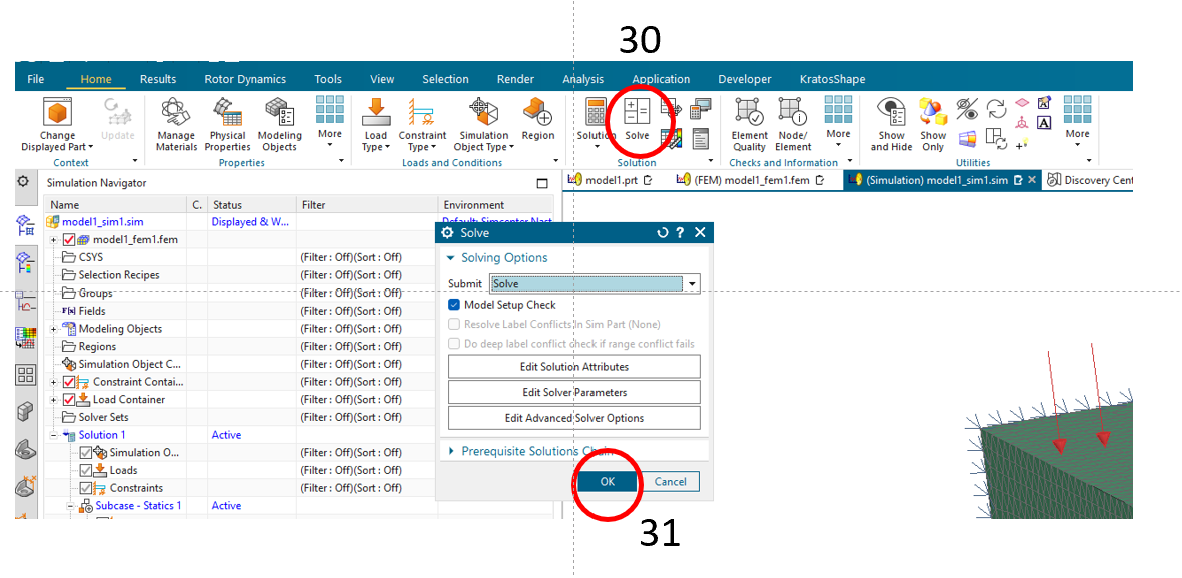 30
File Home Results Rotor Dynamics Tools View Selection Render Analysis Application Developer KratosShape
Change Displayed Part
Update
Context
Manage Materials
Physical Properties
Modeling Objects
More
Properties
Load Type
Constraint Type
Simulation Object Type
Region
Loads and Conditions
Solution
Solve
Solution
Element Quality
Node/ Element
More
Checks and Information
Show and Hide
Show Only
A
More
Utilities
Simulation Navigator
model1.prt
(FEM) model1_fem1.fem
(Simulation) model1_sim1.sim
Discovery Cent
Name C. Status Filter Environment
model1_sim1.sim Displayed & W...
model1_fem1.fem
CSYS (Filter : Off)(Sort : Off)
Selection Recipes (Filter : Off)(Sort : Off)
Groups (Filter : Off)(Sort : Off)
Fields (Filter : Off)(Sort : Off)
Modeling Objects (Filter : Off)(Sort : Off)
Regions (Filter : Off)(Sort : Off)
Simulation Object C... (Filter : Off)(Sort : Off)
Constraint Contai... (Filter : Off)(Sort : Off)
Load Container (Filter : Off)(Sort : Off)
Solver Sets (Filter : Off)(Sort : Off)
Solution 1 Active
Simulation O... (Filter : Off)(Sort : Off)
Loads (Filter : Off)(Sort : Off)
Constraints (Filter : Off)(Sort : Off)
Subcase - Statics 1 Active
Solve
?
Solving Options
Submit Solve
Model Setup Check
Resolve Label Conflicts In Sim Part (None)
Do deep label conflict check if range conflict fails
Edit Solution Attributes
Edit Solver Parameters
Edit Advanced Solver Options
Prerequisite Solutions Chain
OK Cancel
31